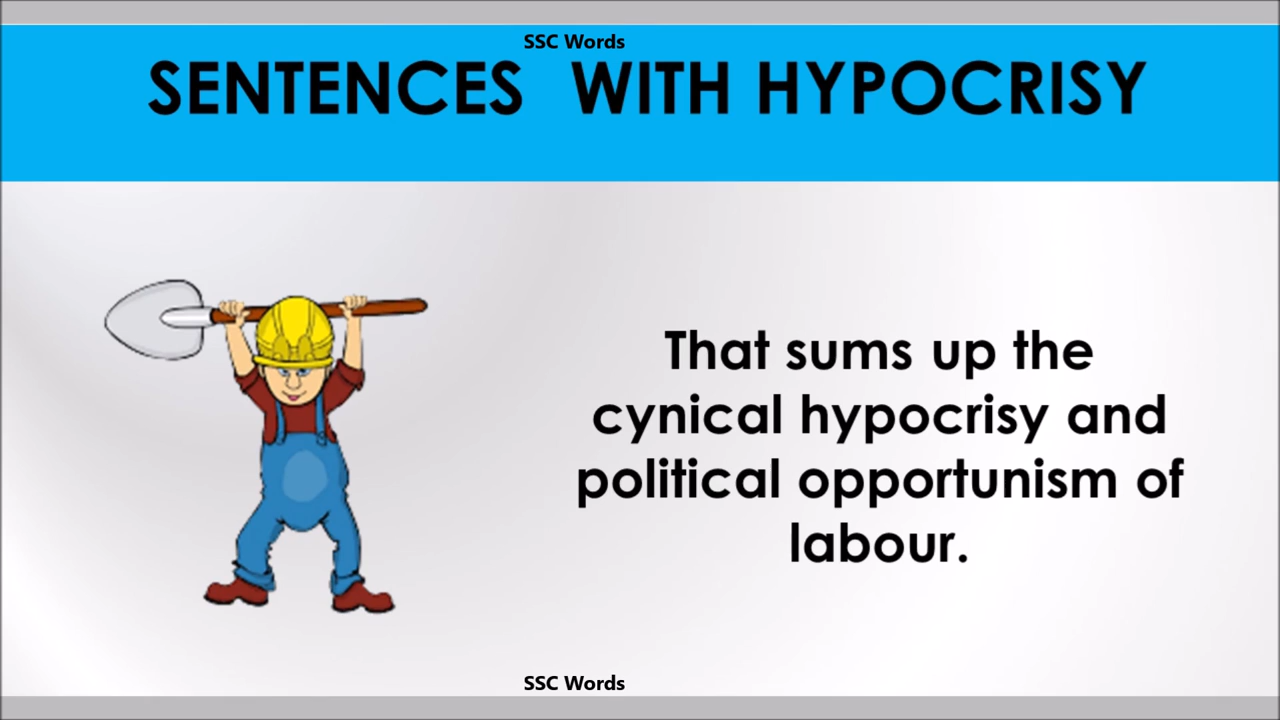 SSC Words
SENTENCES WITH HYPOCRISY
That sums up the
cynical hypocrisy and
political opportunism of
labour.
SSC Words